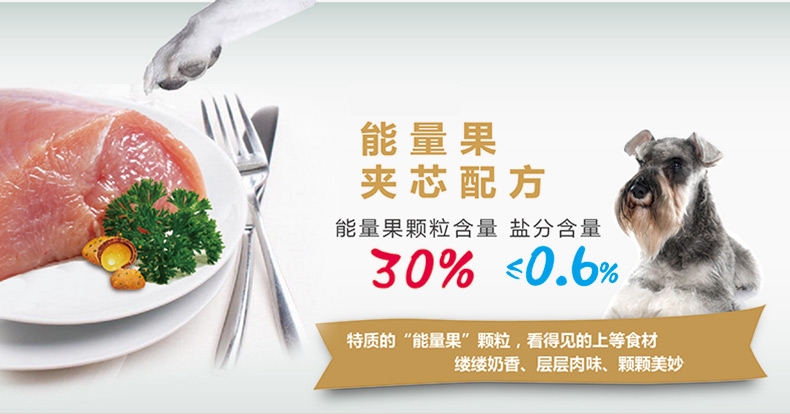 能量果
夹芯配方
能量果颗粒含量 盐分含量
30% ≤0.6%
特质的“能量果”颗粒，看得见的上等食材
缕缕奶香、层层肉味、颗颗美妙